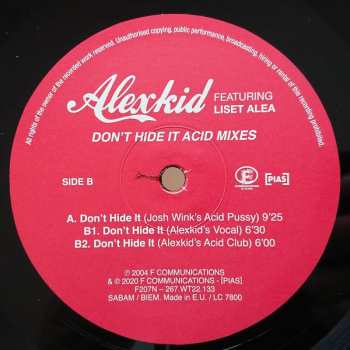 All rights of the owner of the recorded work reserved. Unauthorised copying, public performance, broadcasting, hiring or rental of this recording prohibited.
Alexkid
FEATURING
LISET ALEA
DON'T HIDE IT ACID MIXES
SIDE B
[PIAS]
A. Don't Hide It (Josh Wink's Acid Pussy) 9'25
B1. Don't Hide It (Alexkid's Vocal) 6'30
B2. Don't Hide It (Alexkid's Acid Club) 6'00
℗ 2004 F COMMUNICATIONS
& © 2020 F COMMUNICATIONS - [PIAS]
F207N – 267.WT22.133
SABAM / BIEM. Made in E.U. / LC 7800